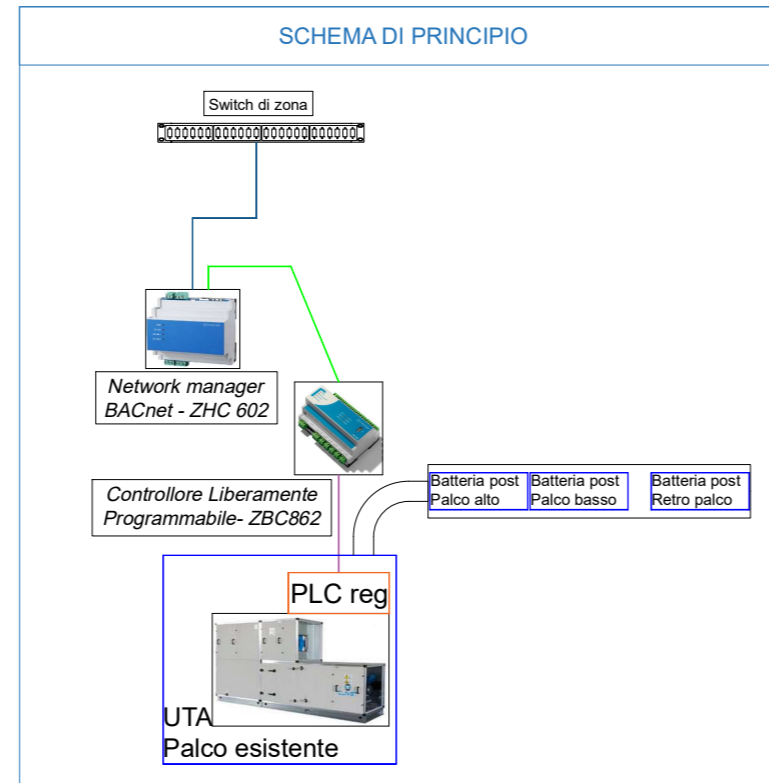 SCHEMA DI PRINCIPIO
Switch di zona
Network manager
BACnet - ZHC 602
Controllore Liberamente
Programmabile- ZBC862
Batteria post
Palco alto
Batteria post
Palco basso
Batteria post
Retro palco
PLC reg
UTA
Palco esistente